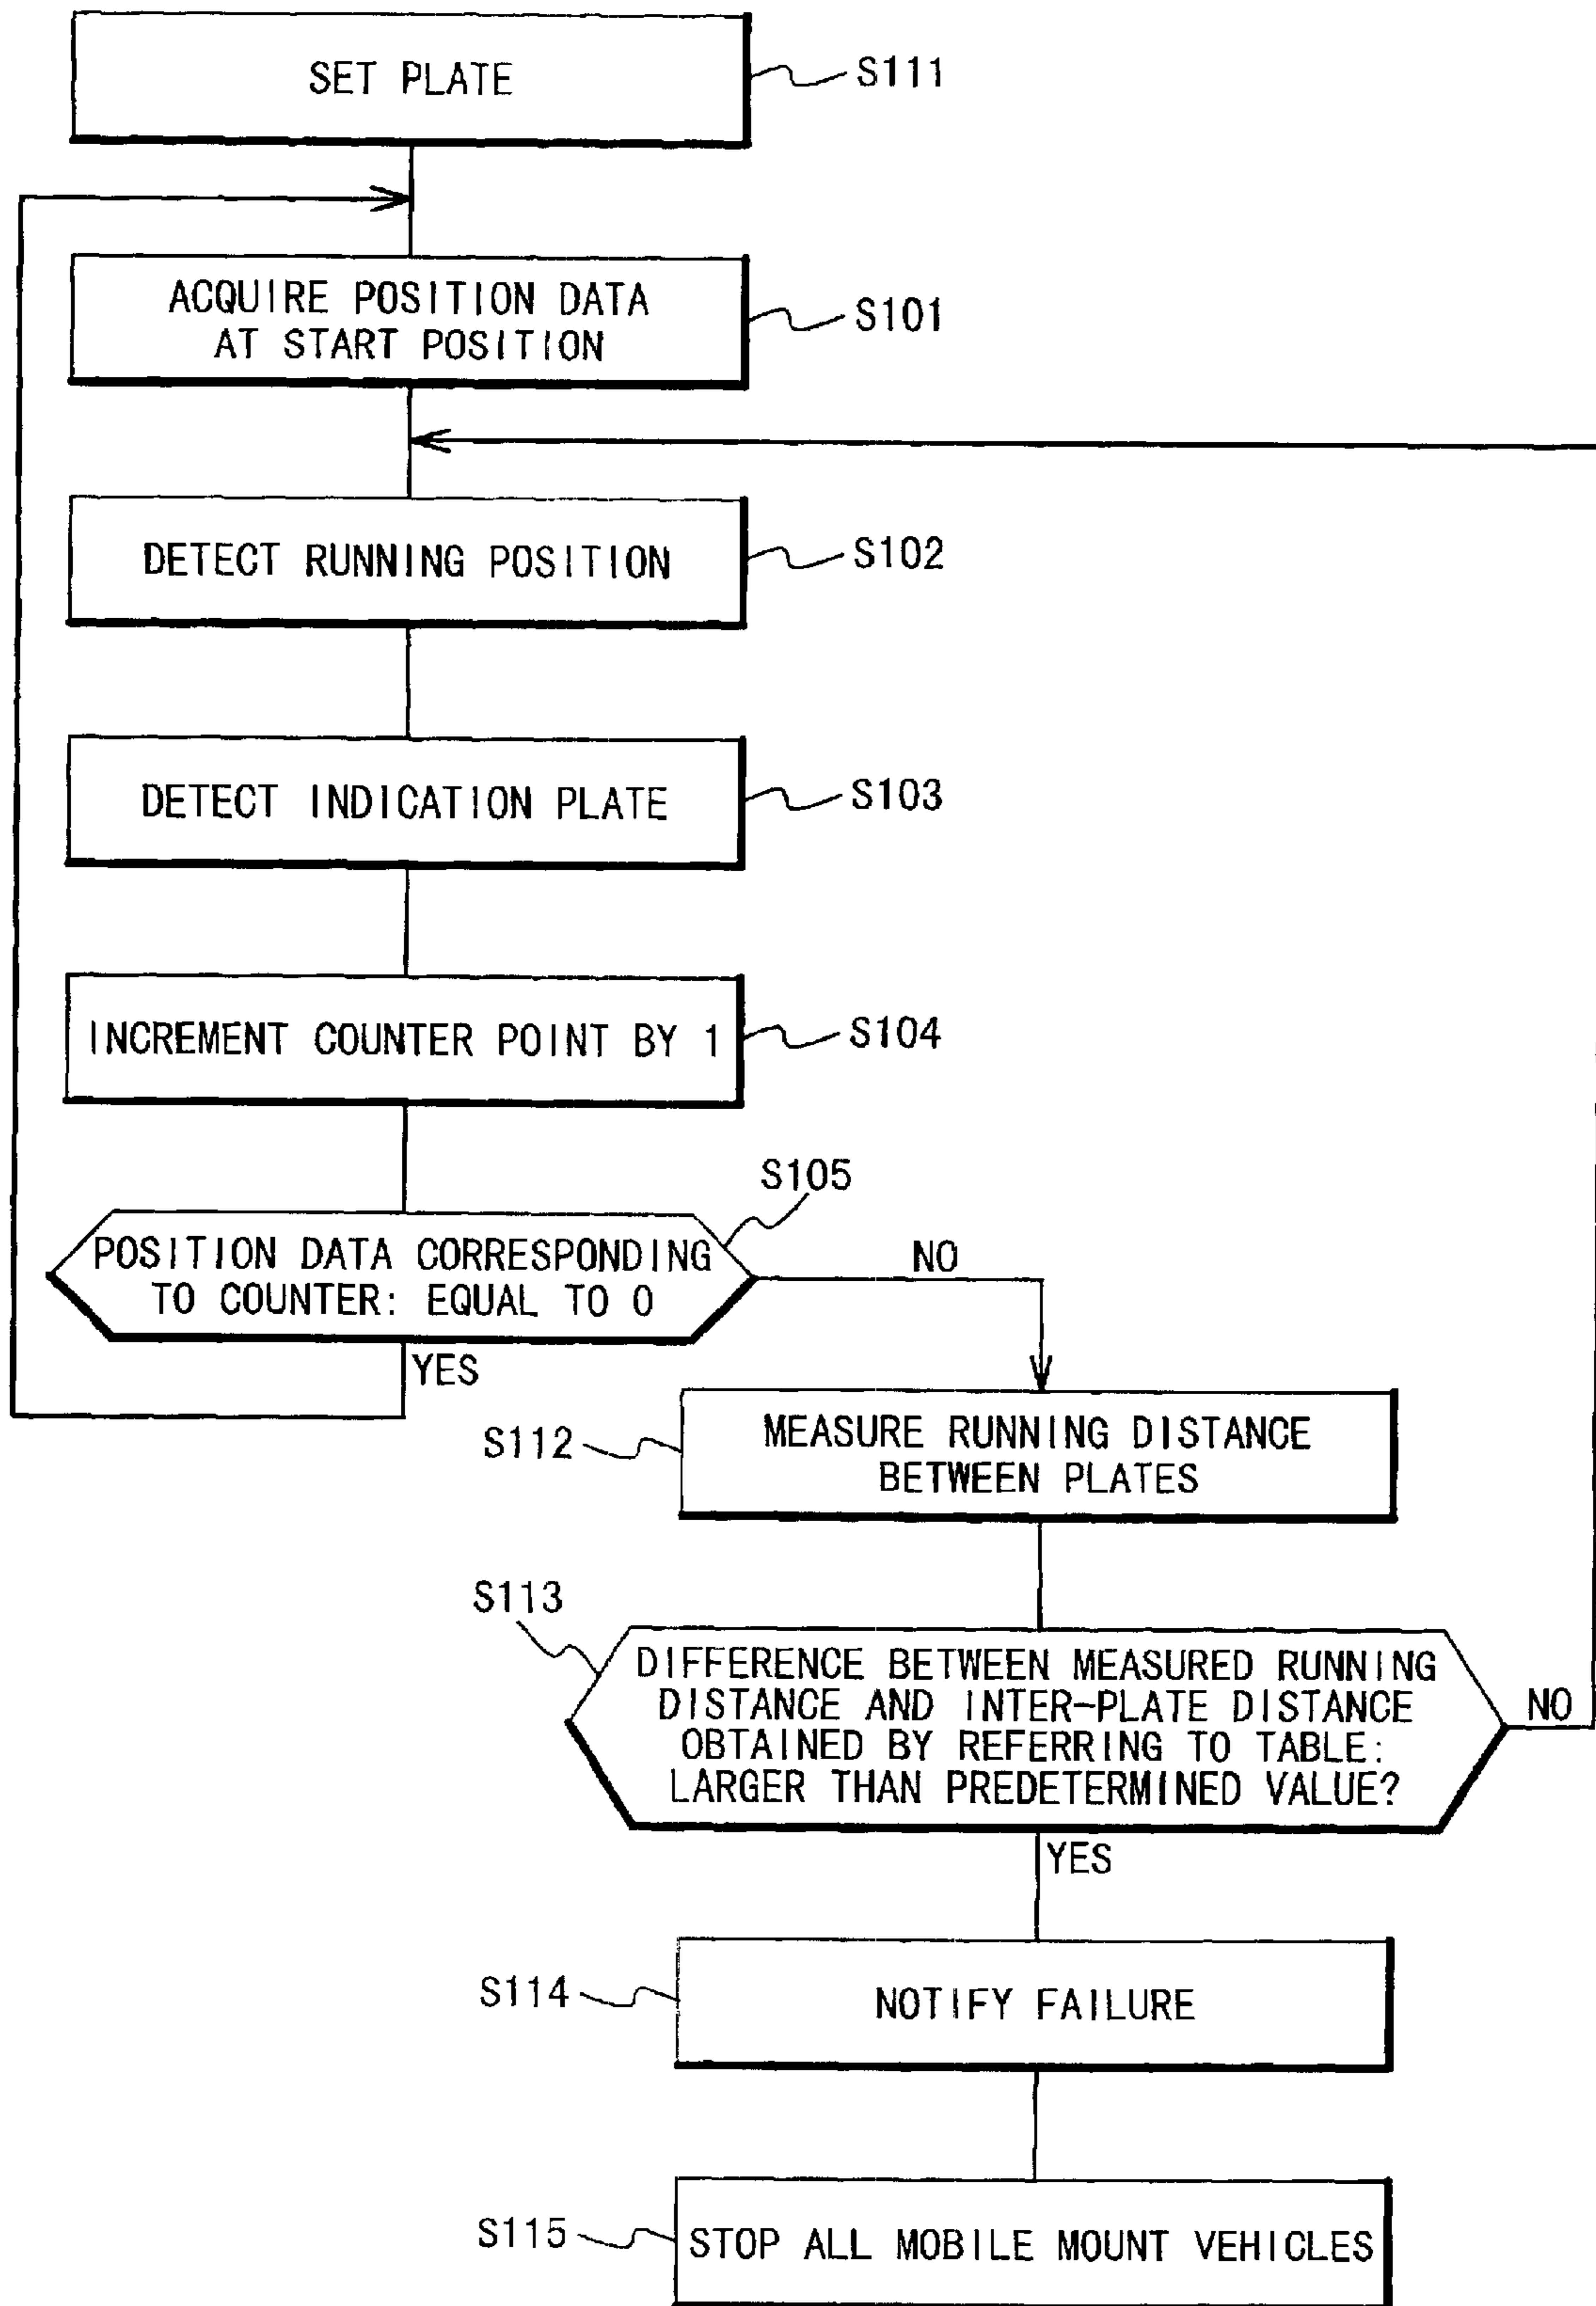 SET PLATE
S111
ACQUIRE POSITION DATA
AT START POSITION
S101
DETECT RUNNING POSITION
S102
DETECT INDICATION PLATE
S103
INCREMENT COUNTER POINT BY 1
S104
S105
POSITION DATA CORRESPONDING
TO COUNTER: EQUAL TO 0
NO
YES
S112
MEASURE RUNNING DISTANCE
BETWEEN PLATES
S113
DIFFERENCE BETWEEN MEASURED RUNNING
DISTANCE AND INTER-PLATE DISTANCE
OBTAINED BY REFERRING TO TABLE:
LARGER THAN PREDETERMINED VALUE?
NO
YES
S114
NOTIFY FAILURE
S115
STOP ALL MOBILE MOUNT VEHICLES